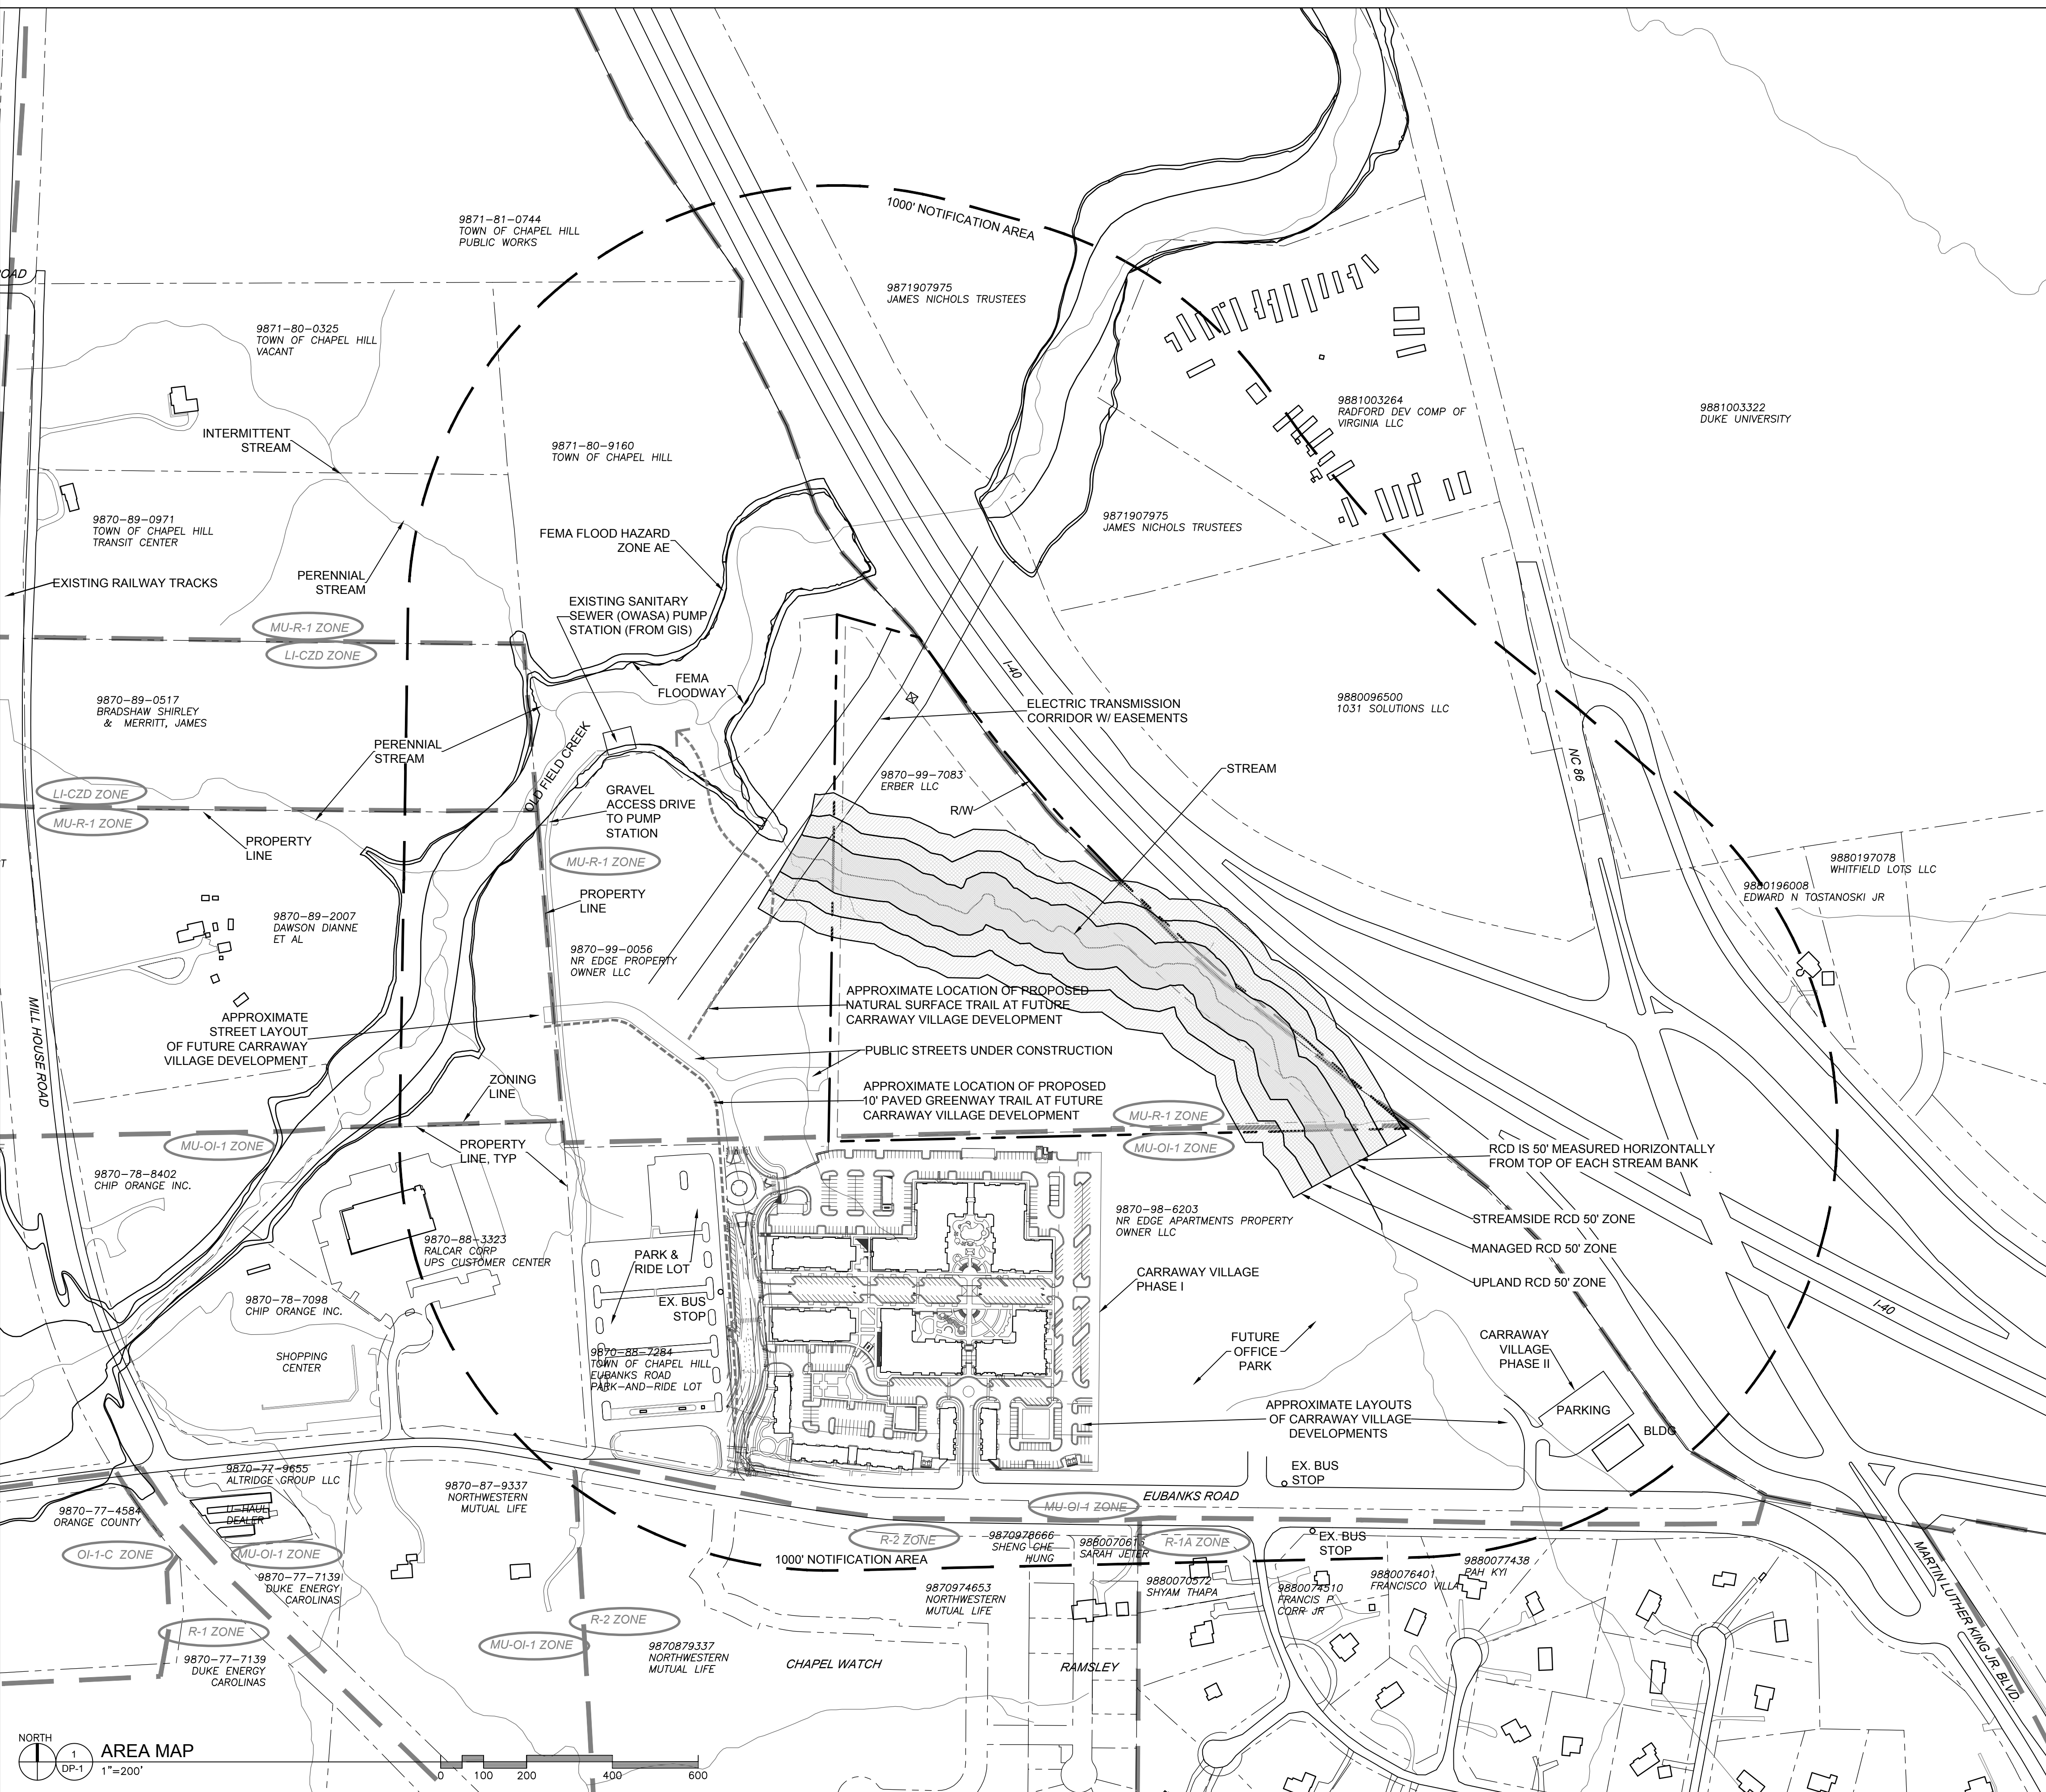 9871-81-0744
TOWN OF CHAPEL HILL
PUBLIC WORKS
1000' NOTIFICATION AREA
9871907975
JAMES NICHOLS TRUSTEES
9871-80-0325
TOWN OF CHAPEL HILL
VACANT
INTERMITTENT
STREAM
9871-80-9160
TOWN OF CHAPEL HILL
9881003264
RADFORD DEV COMP OF
VIRGINIA LLC
9881003322
DUKE UNIVERSITY
9870-89-0971
TOWN OF CHAPEL HILL
TRANSIT CENTER
FEMA FLOOD HAZARD
ZONE AE
9871907975
JAMES NICHOLS TRUSTEES
EXISTING RAILWAY TRACKS
PERENNIAL
STREAM
EXISTING SANITARY
SEWER (OWASA) PUMP
STATION (FROM GIS)
MU-R-1 ZONE
LI-CZD ZONE
I-40
FEMA
FLOODWAY
9870-89-0517
BRADSHAW SHIRLEY
& MERRITT, JAMES
ELECTRIC TRANSMISSION
CORRIDOR W/ EASEMENTS
9880096500
1031 SOLUTIONS LLC
PERENNIAL
STREAM
OLD FIELD CREEK
NC 86
9870-99-7083
ERBER LLC
STREAM
R/W
LI-CZD ZONE
MU-R-1 ZONE
GRAVEL
ACCESS DRIVE
TO PUMP
STATION
PROPERTY
LINE
MU-R-1 ZONE
9880197078
WHITFIELD LOTS LLC
9880196008
EDWARD N TOSTANOSKI JR
PROPERTY
LINE
9870-89-2007
DAWSON DIANNE
ET AL
9870-99-0056
NR EDGE PROPERTY
OWNER LLC
MILL HOUSE ROAD
APPROXIMATE
STREET LAYOUT
OF FUTURE CARRAWAY
VILLAGE DEVELOPMENT
APPROXIMATE LOCATION OF PROPOSED
NATURAL SURFACE TRAIL AT FUTURE
CARRAWAY VILLAGE DEVELOPMENT
PUBLIC STREETS UNDER CONSTRUCTION
ZONING
LINE
APPROXIMATE LOCATION OF PROPOSED
10' PAVED GREENWAY TRAIL AT FUTURE
CARRAWAY VILLAGE DEVELOPMENT
MU-R-1 ZONE
MU-OI-1 ZONE
MU-OI-1 ZONE
PROPERTY
LINE, TYP
RCD IS 50' MEASURED HORIZONTALLY
FROM TOP OF EACH STREAM BANK
9870-78-8402
CHIP ORANGE INC.
9870-98-6203
NR EDGE APARTMENTS PROPERTY
OWNER LLC
STREAMSIDE RCD 50' ZONE
MANAGED RCD 50' ZONE
UPLAND RCD 50' ZONE
9870-88-3323
RALCAR CORP
UPS CUSTOMER CENTER
PARK &
RIDE LOT
CARRAWAY VILLAGE
PHASE I
9870-78-7098
CHIP ORANGE INC.
EX. BUS
STOP
I-40
FUTURE
OFFICE
PARK
CARRAWAY
VILLAGE
PHASE II
SHOPPING
CENTER
9870-88-7284
TOWN OF CHAPEL HILL
EUBANKS ROAD
PARK-AND-RIDE LOT
APPROXIMATE LAYOUTS
OF CARRAWAY VILLAGE
DEVELOPMENTS
PARKING
BLDG
EX. BUS
STOP
9870-77-9655
ALTRIDGE GROUP LLC
U-HAUL
DEALER
9870-87-9337
NORTHWESTERN
MUTUAL LIFE
EUBANKS ROAD
MU-OI-1 ZONE
9870-77-4584
ORANGE COUNTY
R-2 ZONE
9870978666
SHENG CHE
HUNG
SARAH JETER
R-1A ZONE
EX. BUS
STOP
OI-1-C ZONE
MU-OI-1 ZONE
1000' NOTIFICATION AREA
9880077438
PAH KYI
MARTIN LUTHER KING JR. BLVD.
9870-77-7139
DUKE ENERGY
CAROLINAS
9870974653
NORTHWESTERN
MUTUAL LIFE
9880070572
SHYAM THAPA
9880074510
FRANCIS P
CORR JR
9880076401
FRANCISCO VILLA
R-1 ZONE
R-2 ZONE
MU-OI-1 ZONE
9870-77-7139
DUKE ENERGY
CAROLINAS
9870879337
NORTHWESTERN
MUTUAL LIFE
CHAPEL WATCH
RAMSLEY
NORTH
1
DP-1
AREA MAP
1"=200'
0 100 200 400 600